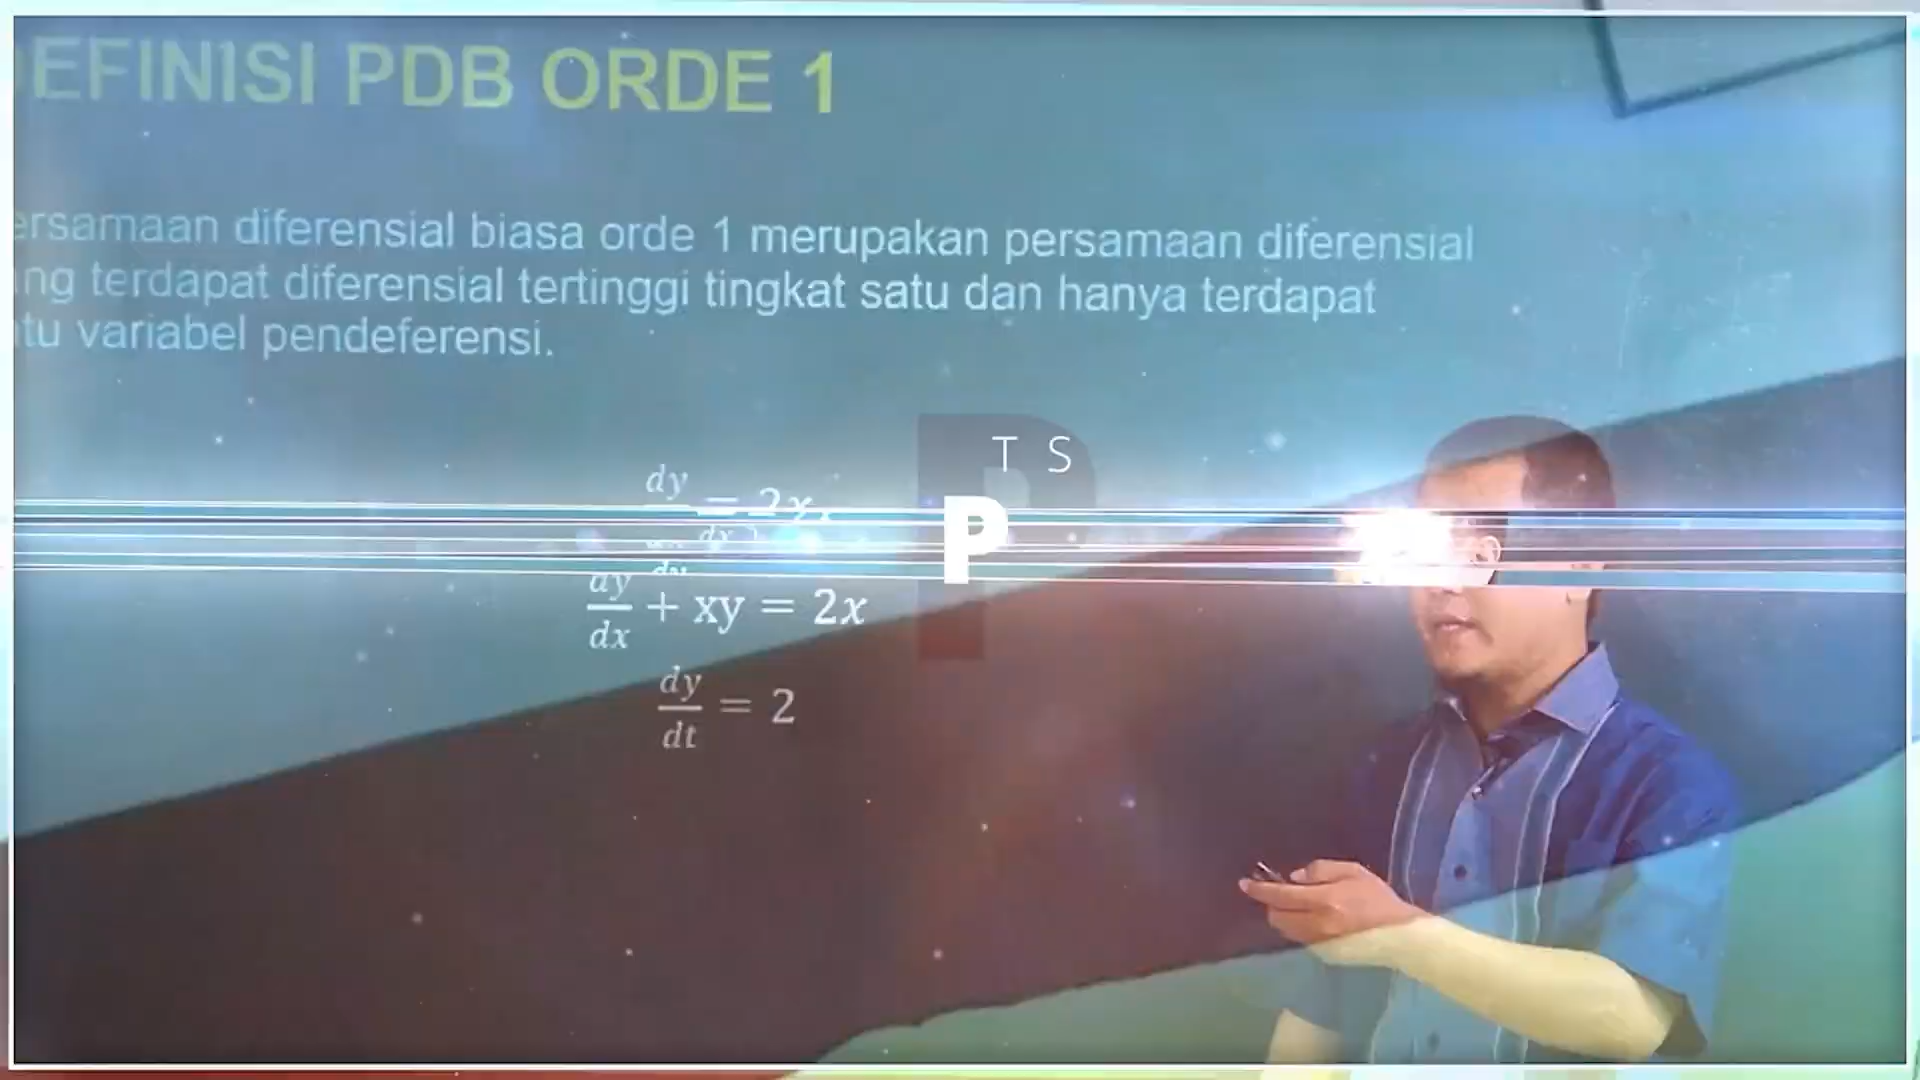 DEFINISI PDB ORDE 1
ersamaan diferensial biasa orde 1 merupakan persamaan diferensial
ng terdapat diferensial tertinggi tingkat satu dan hanya terdapat
tu variabel pendeferensi.
T S
P
dy/dx + xy = 2x
dy/dt = 2